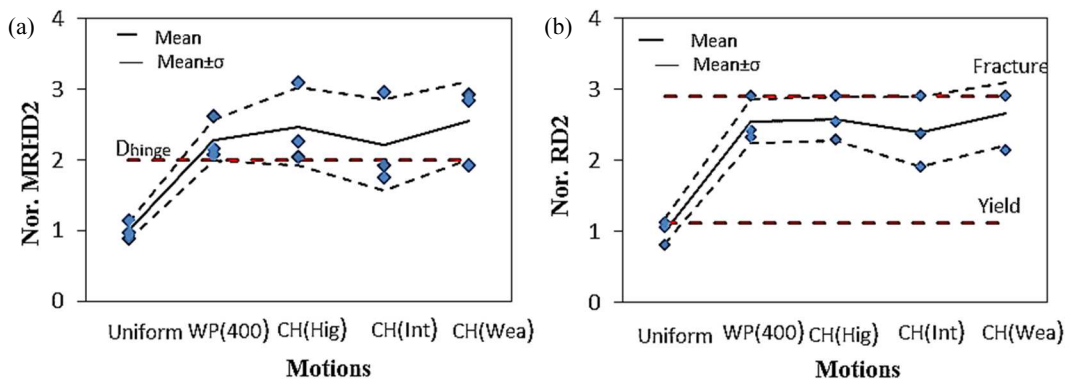 (a)
4
3
2
1
0
Nor. MRHD2
Mean
Mean±σ
Dhinge
Uniform WP(400) CH(Hig) CH(Int) CH(Wea)
Motions
(b)
4
3
2
1
0
Nor. RD2
Mean
Mean±σ
Fracture
Yield
Uniform WP(400) CH(Hig) CH(Int) CH(Wea)
Motions